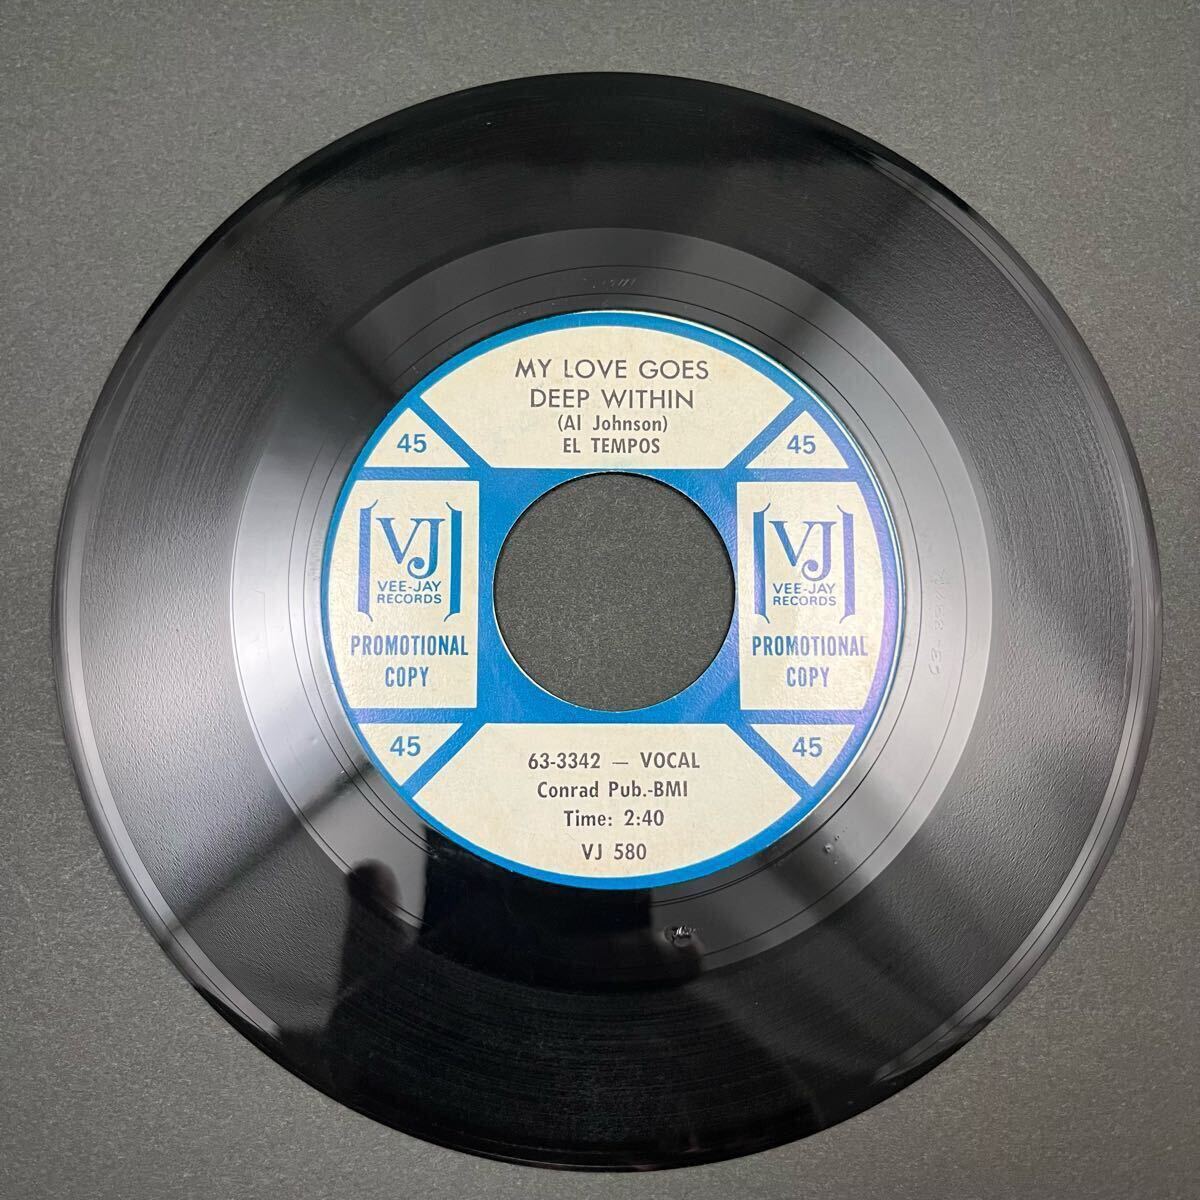 MY LOVE GOES
DEEP WITHIN
(Al Johnson)
EL TEMPOS
45
45
VJ
VEE-JAY
RECORDS
PROMOTIONAL
COPY
VJ
VEE-JAY
RECORDS
PROMOTIONAL
COPY
45
45
63-3342 — VOCAL
Conrad Pub.-BMI
Time: 2:40
VJ 580